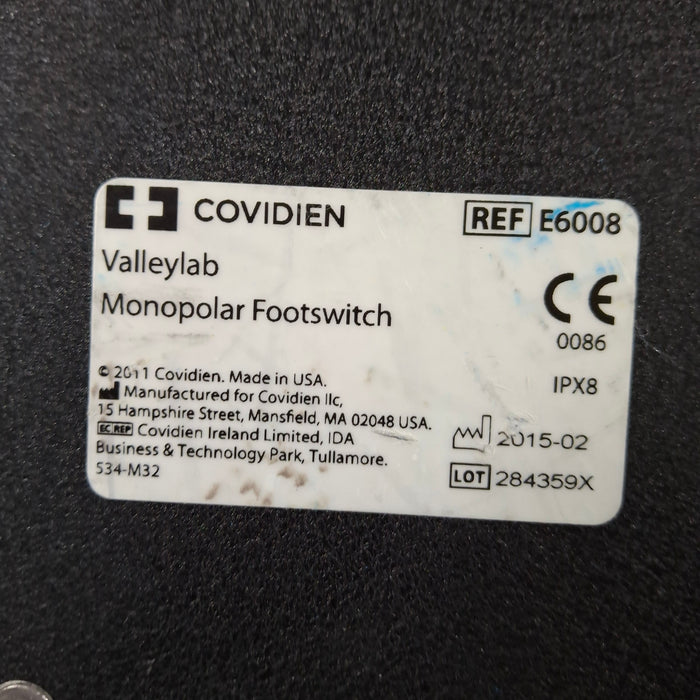 COVIDIEN
REF E6008
Valleylab
Monopolar Footswitch
CE
0086
IPX8
© 2011 Covidien. Made in USA.
Manufactured for Covidien llc,
15 Hampshire Street, Mansfield, MA 02048 USA.
EC REP Covidien Ireland Limited, IDA
Business & Technology Park, Tullamore.
534-M32
2015-02
LOT 284359X